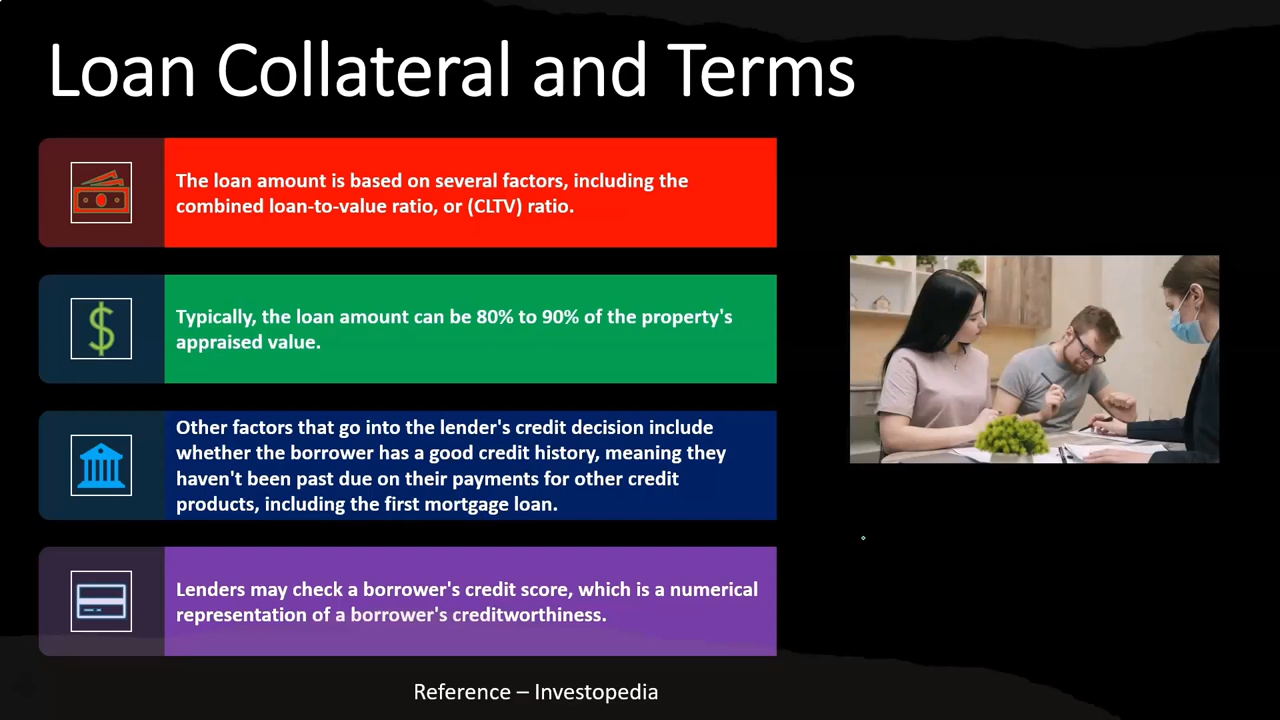 Loan Collateral and Terms
The loan amount is based on several factors, including the
combined loan-to-value ratio, or (CLTV) ratio.
Typically, the loan amount can be 80% to 90% of the property's
appraised value.
Other factors that go into the lender's credit decision include
whether the borrower has a good credit history, meaning they
haven't been past due on their payments for other credit
products, including the first mortgage loan.
Lenders may check a borrower's credit score, which is a numerical
representation of a borrower's creditworthiness.
Reference – Investopedia